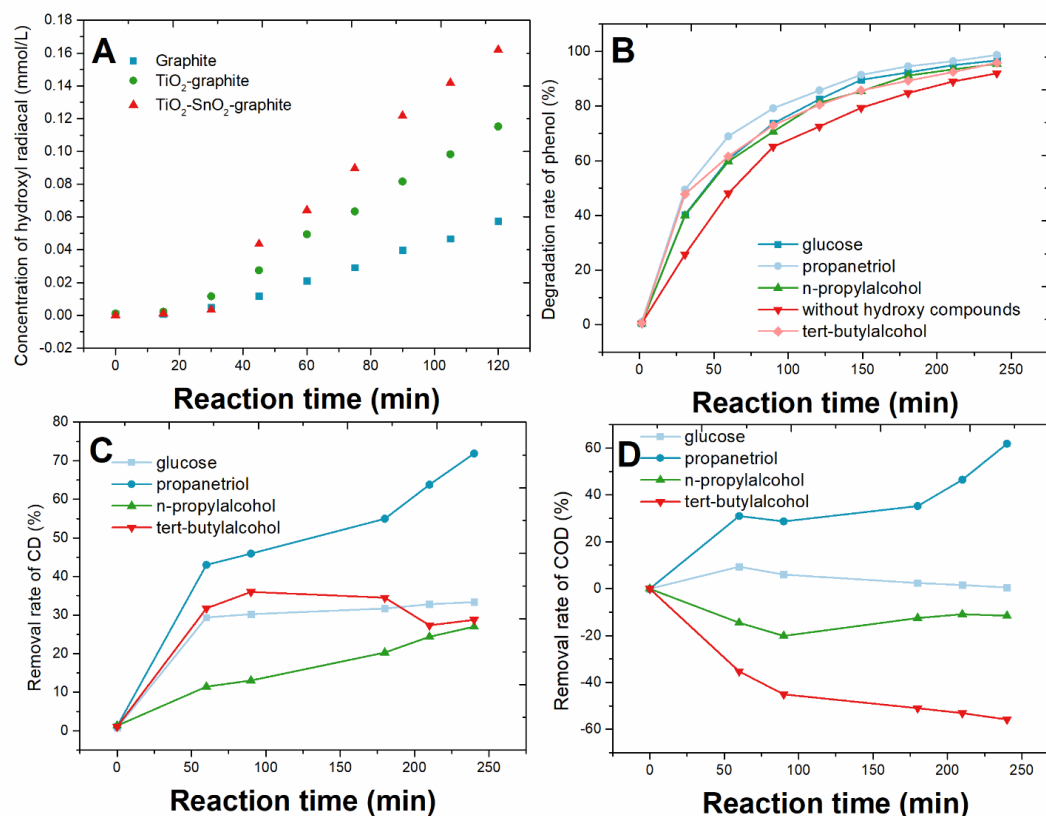 A
Concentration of hydroxyl radiacal (mmol/L)
0.18
0.16
0.14
0.12
0.10
0.08
0.06
0.04
0.02
0.00
-0.02
Graphite
TiO2-graphite
TiO2-SnO2-graphite
0 20 40 60 80 100 120
Reaction time (min)
B
Degradation rate of phenol (%)
100
80
60
40
20
0
glucose
propanetriol
n-propylalcohol
without hydroxy compounds
tert-butylalcohol
0 50 100 150 200 250
Reaction time (min)
C
Removal rate of CD (%)
80
70
60
50
40
30
20
10
0
glucose
propanetriol
n-propylalcohol
tert-butylalcohol
0 50 100 150 200 250
Reaction time (min)
D
Removal rate of COD (%)
60
40
20
0
-20
-40
-60
glucose
propanetriol
n-propylalcohol
tert-butylalcohol
0 50 100 150 200 250
Reaction time (min)